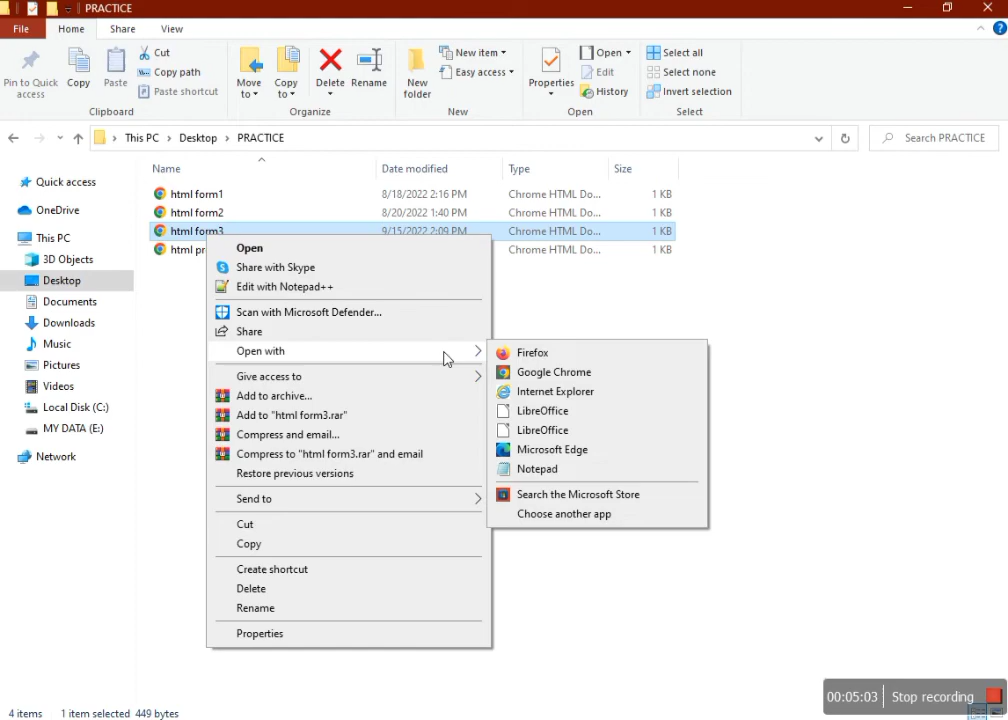 PRACTICE
File Home Share View
Pin to Quick access
Copy
Paste
Cut
Copy path
Paste shortcut
Clipboard
Move to
Copy to
Delete
Rename
Organize
New folder
New item
Easy access
New
Properties
Open
Edit
History
Open
Select all
Select none
Invert selection
Select
This PC > Desktop > PRACTICE
Search PRACTICE
Name Date modified Type Size
html form1 8/18/2022 2:16 PM Chrome HTML Do... 1 KB
html form2 8/20/2022 1:40 PM Chrome HTML Do... 1 KB
html form3 9/15/2022 2:09 PM Chrome HTML Do... 1 KB
html pr Chrome HTML Do... 1 KB
Quick access
OneDrive
This PC
3D Objects
Desktop
Documents
Downloads
Music
Pictures
Videos
Local Disk (C:)
MY DATA (E:)
Network
Open
Share with Skype
Edit with Notepad++
Scan with Microsoft Defender...
Share
Open with
Give access to
Add to archive...
Add to "html form3.rar"
Compress and email...
Compress to "html form3.rar" and email
Restore previous versions
Send to
Cut
Copy
Create shortcut
Delete
Rename
Properties
Firefox
Google Chrome
Internet Explorer
LibreOffice
LibreOffice
Microsoft Edge
Notepad
Search the Microsoft Store
Choose another app
00:05:03 Stop recording
4 items 1 item selected 449 bytes